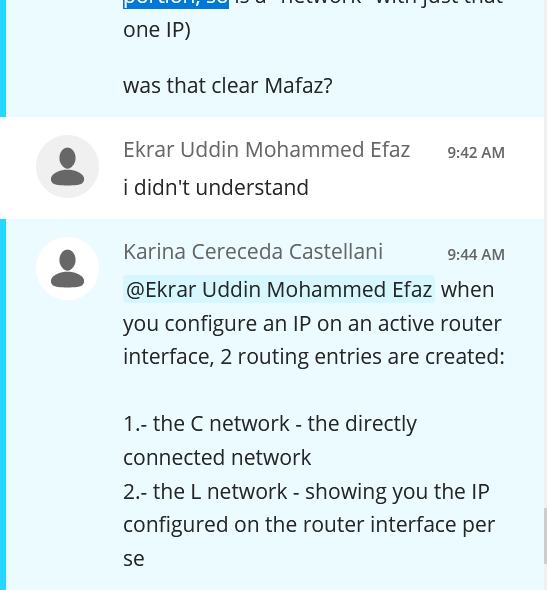 portion, so is a "network" with just that
one IP)
was that clear Mafaz?
Ekrar Uddin Mohammed Efaz 9:42 AM
i didn't understand
Karina Cereceda Castellani 9:44 AM
@Ekrar Uddin Mohammed Efaz when
you configure an IP on an active router
interface, 2 routing entries are created:
1.- the C network - the directly
connected network
2.- the L network - showing you the IP
configured on the router interface per
se